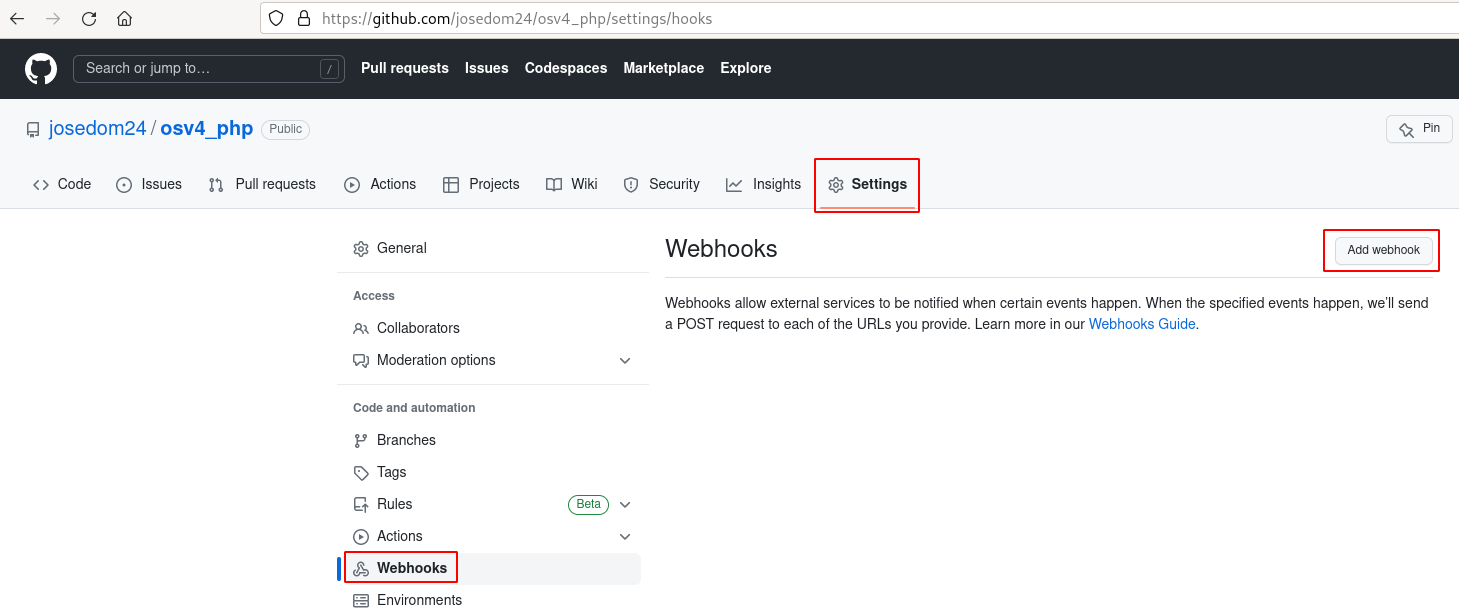 https://github.com/josedom24/osv4_php/settings/hooks
Search or jump to… / Pull requests Issues Codespaces Marketplace Explore
josedom24 / osv4_php Public Pin
Code Issues Pull requests Actions Projects Wiki Security Insights Settings
General
Access
Collaborators
Moderation options
Code and automation
Branches
Tags
Rules Beta
Actions
Webhooks
Environments
Webhooks Add webhook
Webhooks allow external services to be notified when certain events happen. When the specified events happen, we'll send
a POST request to each of the URLs you provide. Learn more in our Webhooks Guide.